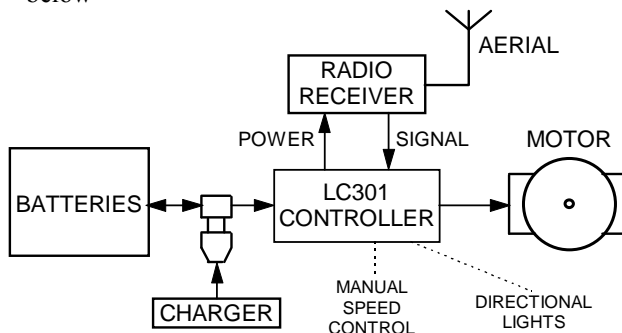 below
AERIAL
RADIO
RECEIVER
POWER
SIGNAL
MOTOR
BATTERIES
LC301
CONTROLLER
MANUAL
SPEED
CONTROL
DIRECTIONAL
LIGHTS
CHARGER